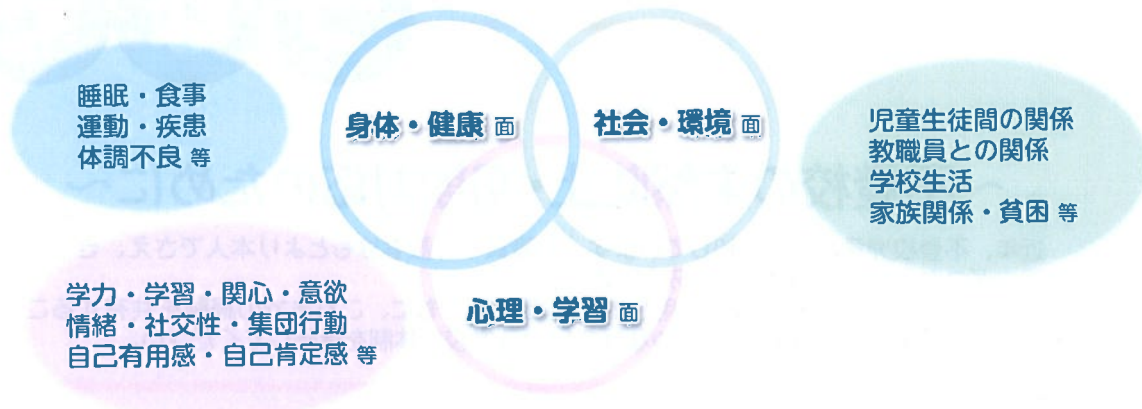 睡眠・食事
運動・疾患
体調不良 等
身体・健康 面
社会・環境 面
児童生徒間の関係
教職員との関係
学校生活
家族関係・貧困 等
学力・学習・関心・意欲
情緒・社交性・集団行動
自己有用感・自己肯定感 等
心理・学習 面